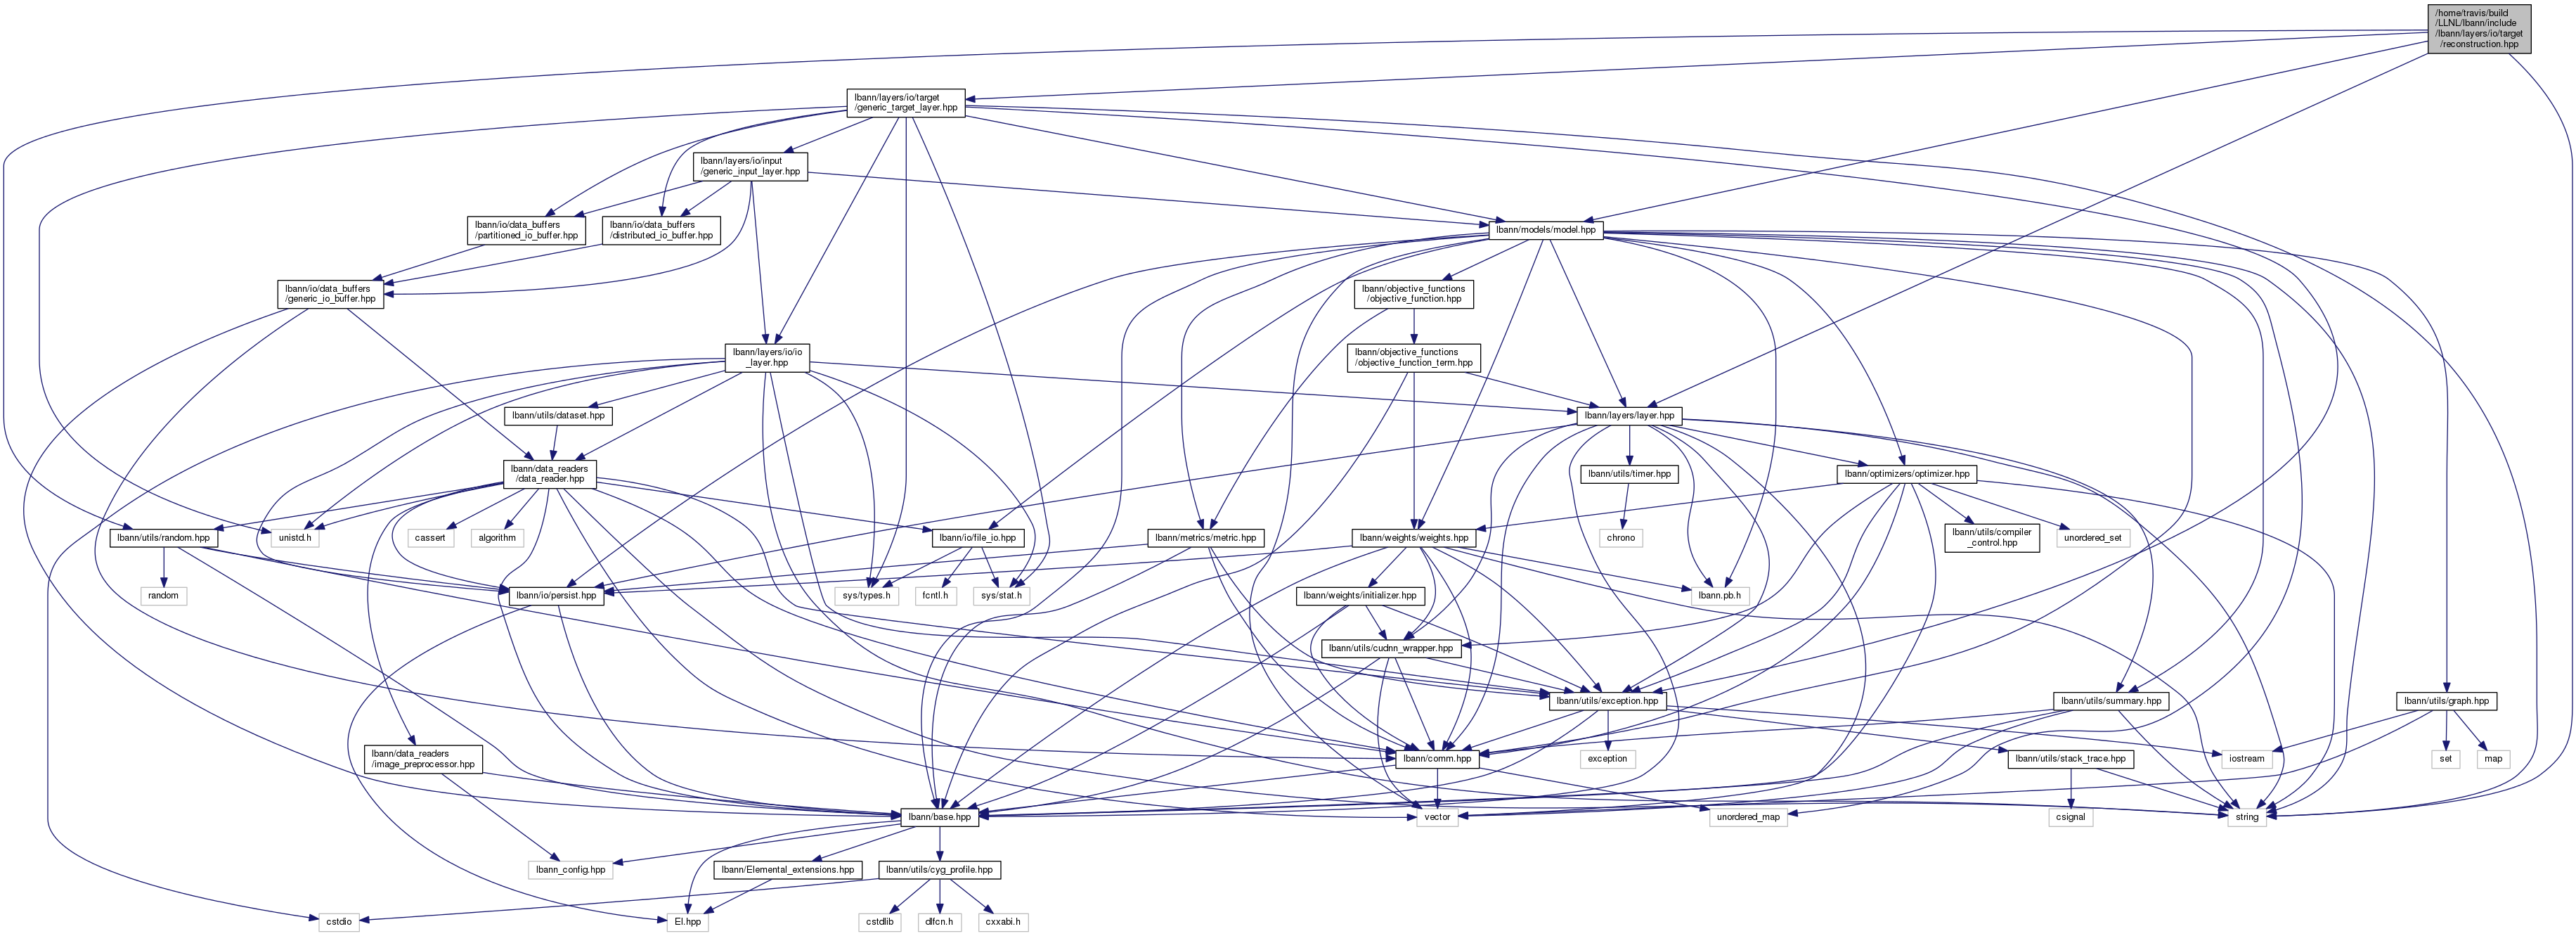 /home/travis/build
/LLNL/lbann/include
/lbann/layers/io/target
/reconstruction.hpp
lbann/layers/io/target
/generic_target_layer.hpp
lbann/layers/io/input
/generic_input_layer.hpp
lbann/io/data_buffers
/partitioned_io_buffer.hpp
lbann/io/data_buffers
/distributed_io_buffer.hpp
lbann/models/model.hpp
lbann/io/data_buffers
/generic_io_buffer.hpp
lbann/objective_functions
/objective_function.hpp
lbann/layers/io/io
_layer.hpp
lbann/objective_functions
/objective_function_term.hpp
lbann/utils/dataset.hpp
lbann/layers/layer.hpp
lbann/data_readers
/data_reader.hpp
lbann/utils/timer.hpp
lbann/optimizers/optimizer.hpp
lbann/utils/random.hpp
unistd.h
cassert
algorithm
lbann/io/file_io.hpp
lbann/metrics/metric.hpp
lbann/weights/weights.hpp
chrono
lbann/utils/compiler
_control.hpp
unordered_set
random
lbann/io/persist.hpp
sys/types.h
fcntl.h
sys/stat.h
lbann/weights/initializer.hpp
lbann.pb.h
lbann/utils/cudnn_wrapper.hpp
lbann/utils/exception.hpp
lbann/utils/summary.hpp
lbann/utils/graph.hpp
lbann/data_readers
/image_preprocessor.hpp
lbann/comm.hpp
exception
lbann/utils/stack_trace.hpp
iostream
set
map
lbann/base.hpp
vector
unordered_map
csignal
string
lbann_config.hpp
lbann/Elemental_extensions.hpp
lbann/utils/cyg_profile.hpp
cstdio
El.hpp
cstdlib
dlfcn.h
cxxabi.h